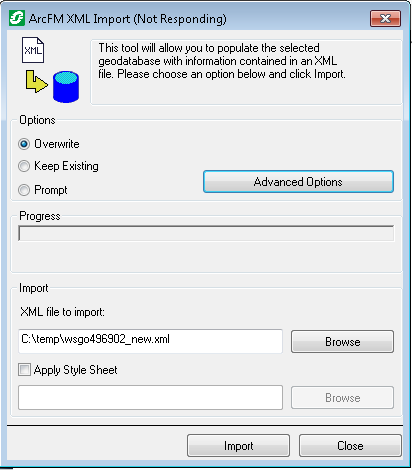 ArcFM XML Import (Not Responding)
XML
This tool will allow you to populate the selected
geodatabase with information contained in an XML
file. Please choose an option below and click Import.
Options
Overwrite
Keep Existing
Prompt
Advanced Options
Progress
Import
XML file to import:
C:\temp\wsgo496902_new.xml
Browse
Apply Style Sheet
Browse
Import
Close